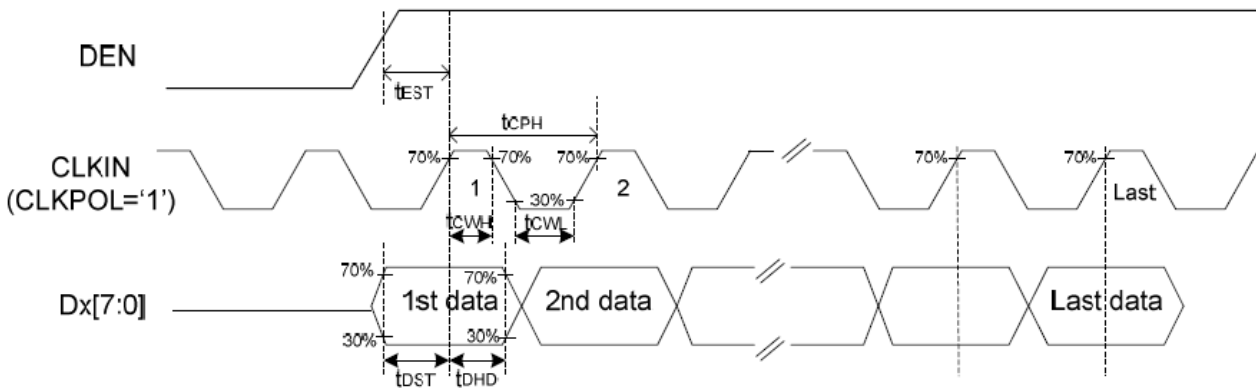 DEN
tEST
tCPH
CLKIN
(CLKPOL='1')
70%
70%
70%
70%
70%
1
2
Last
30%
tCWH
tCWL
Dx[7:0]
70%
70%
1st data
2nd data
Last data
30%
30%
tDST
tDHD